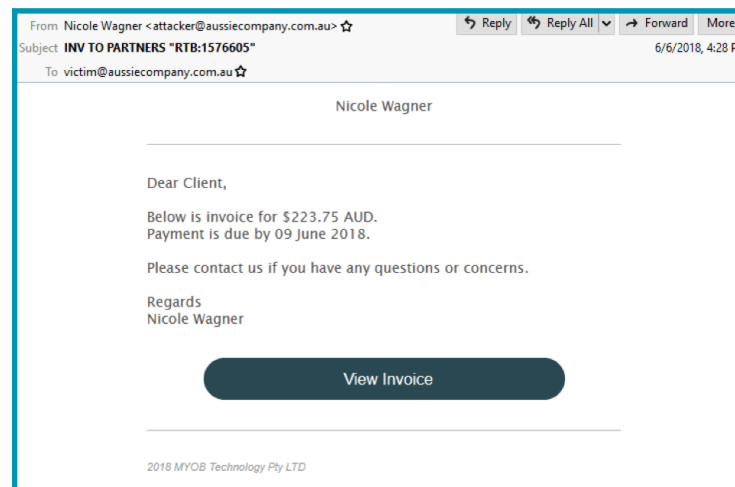 From Nicole Wagner <attacker@aussiecompany.com.au>
Reply Reply All Forward More
Subject INV TO PARTNERS "RTB:1576605"
6/6/2018, 4:28 P
To victim@aussiecompany.com.au
Nicole Wagner
Dear Client,
Below is invoice for $223.75 AUD.
Payment is due by 09 June 2018.
Please contact us if you have any questions or concerns.
Regards
Nicole Wagner
View Invoice
2018 MYOB Technology Pty LTD